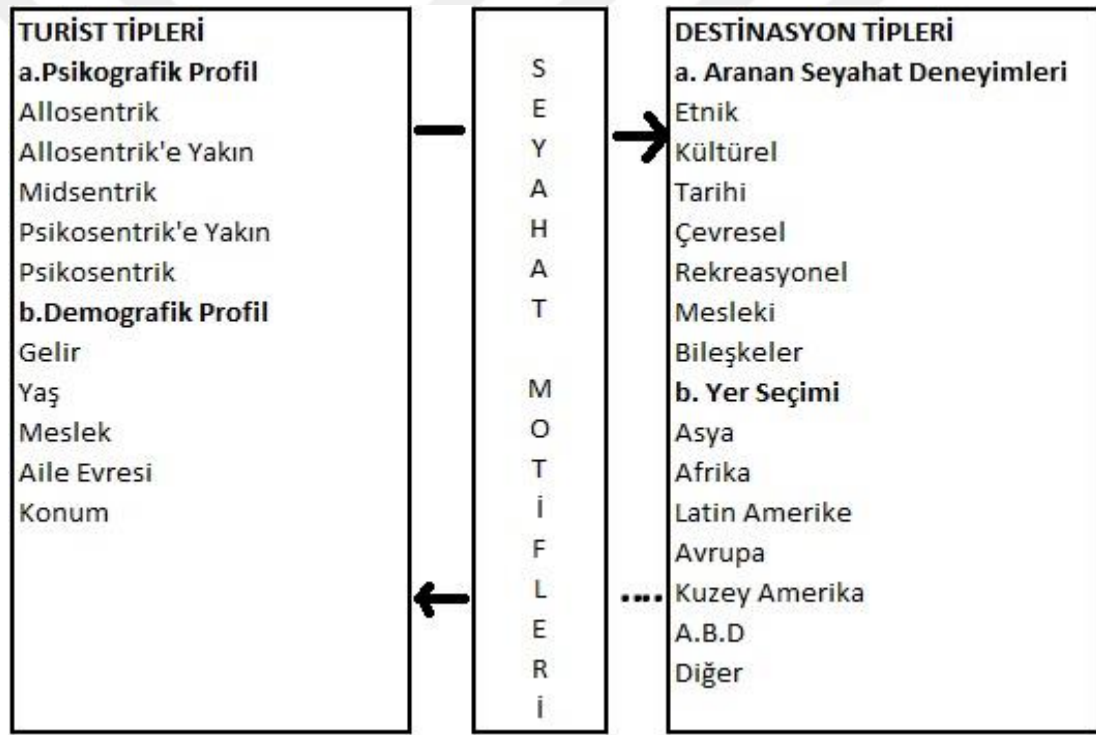 TURİST TİPLERİ
a.Psikografik Profil
Allosentrik
Allosentrik'e Yakın
Midsentrik
Psikosentrik'e Yakın
Psikosentrik
b.Demografik Profil
Gelir
Yaş
Meslek
Aile Evresi
Konum
S
E
Y
A
H
A
T
M
O
T
İ
F
L
E
R
İ
DESTİNASYON TİPLERİ
a. Aranan Seyahat Deneyimleri
Etnik
Kültürel
Tarihi
Çevresel
Rekreasyonel
Mesleki
Bileşkeler
b. Yer Seçimi
Asya
Afrika
Latin Amerike
Avrupa
Kuzey Amerika
A.B.D
Diğer